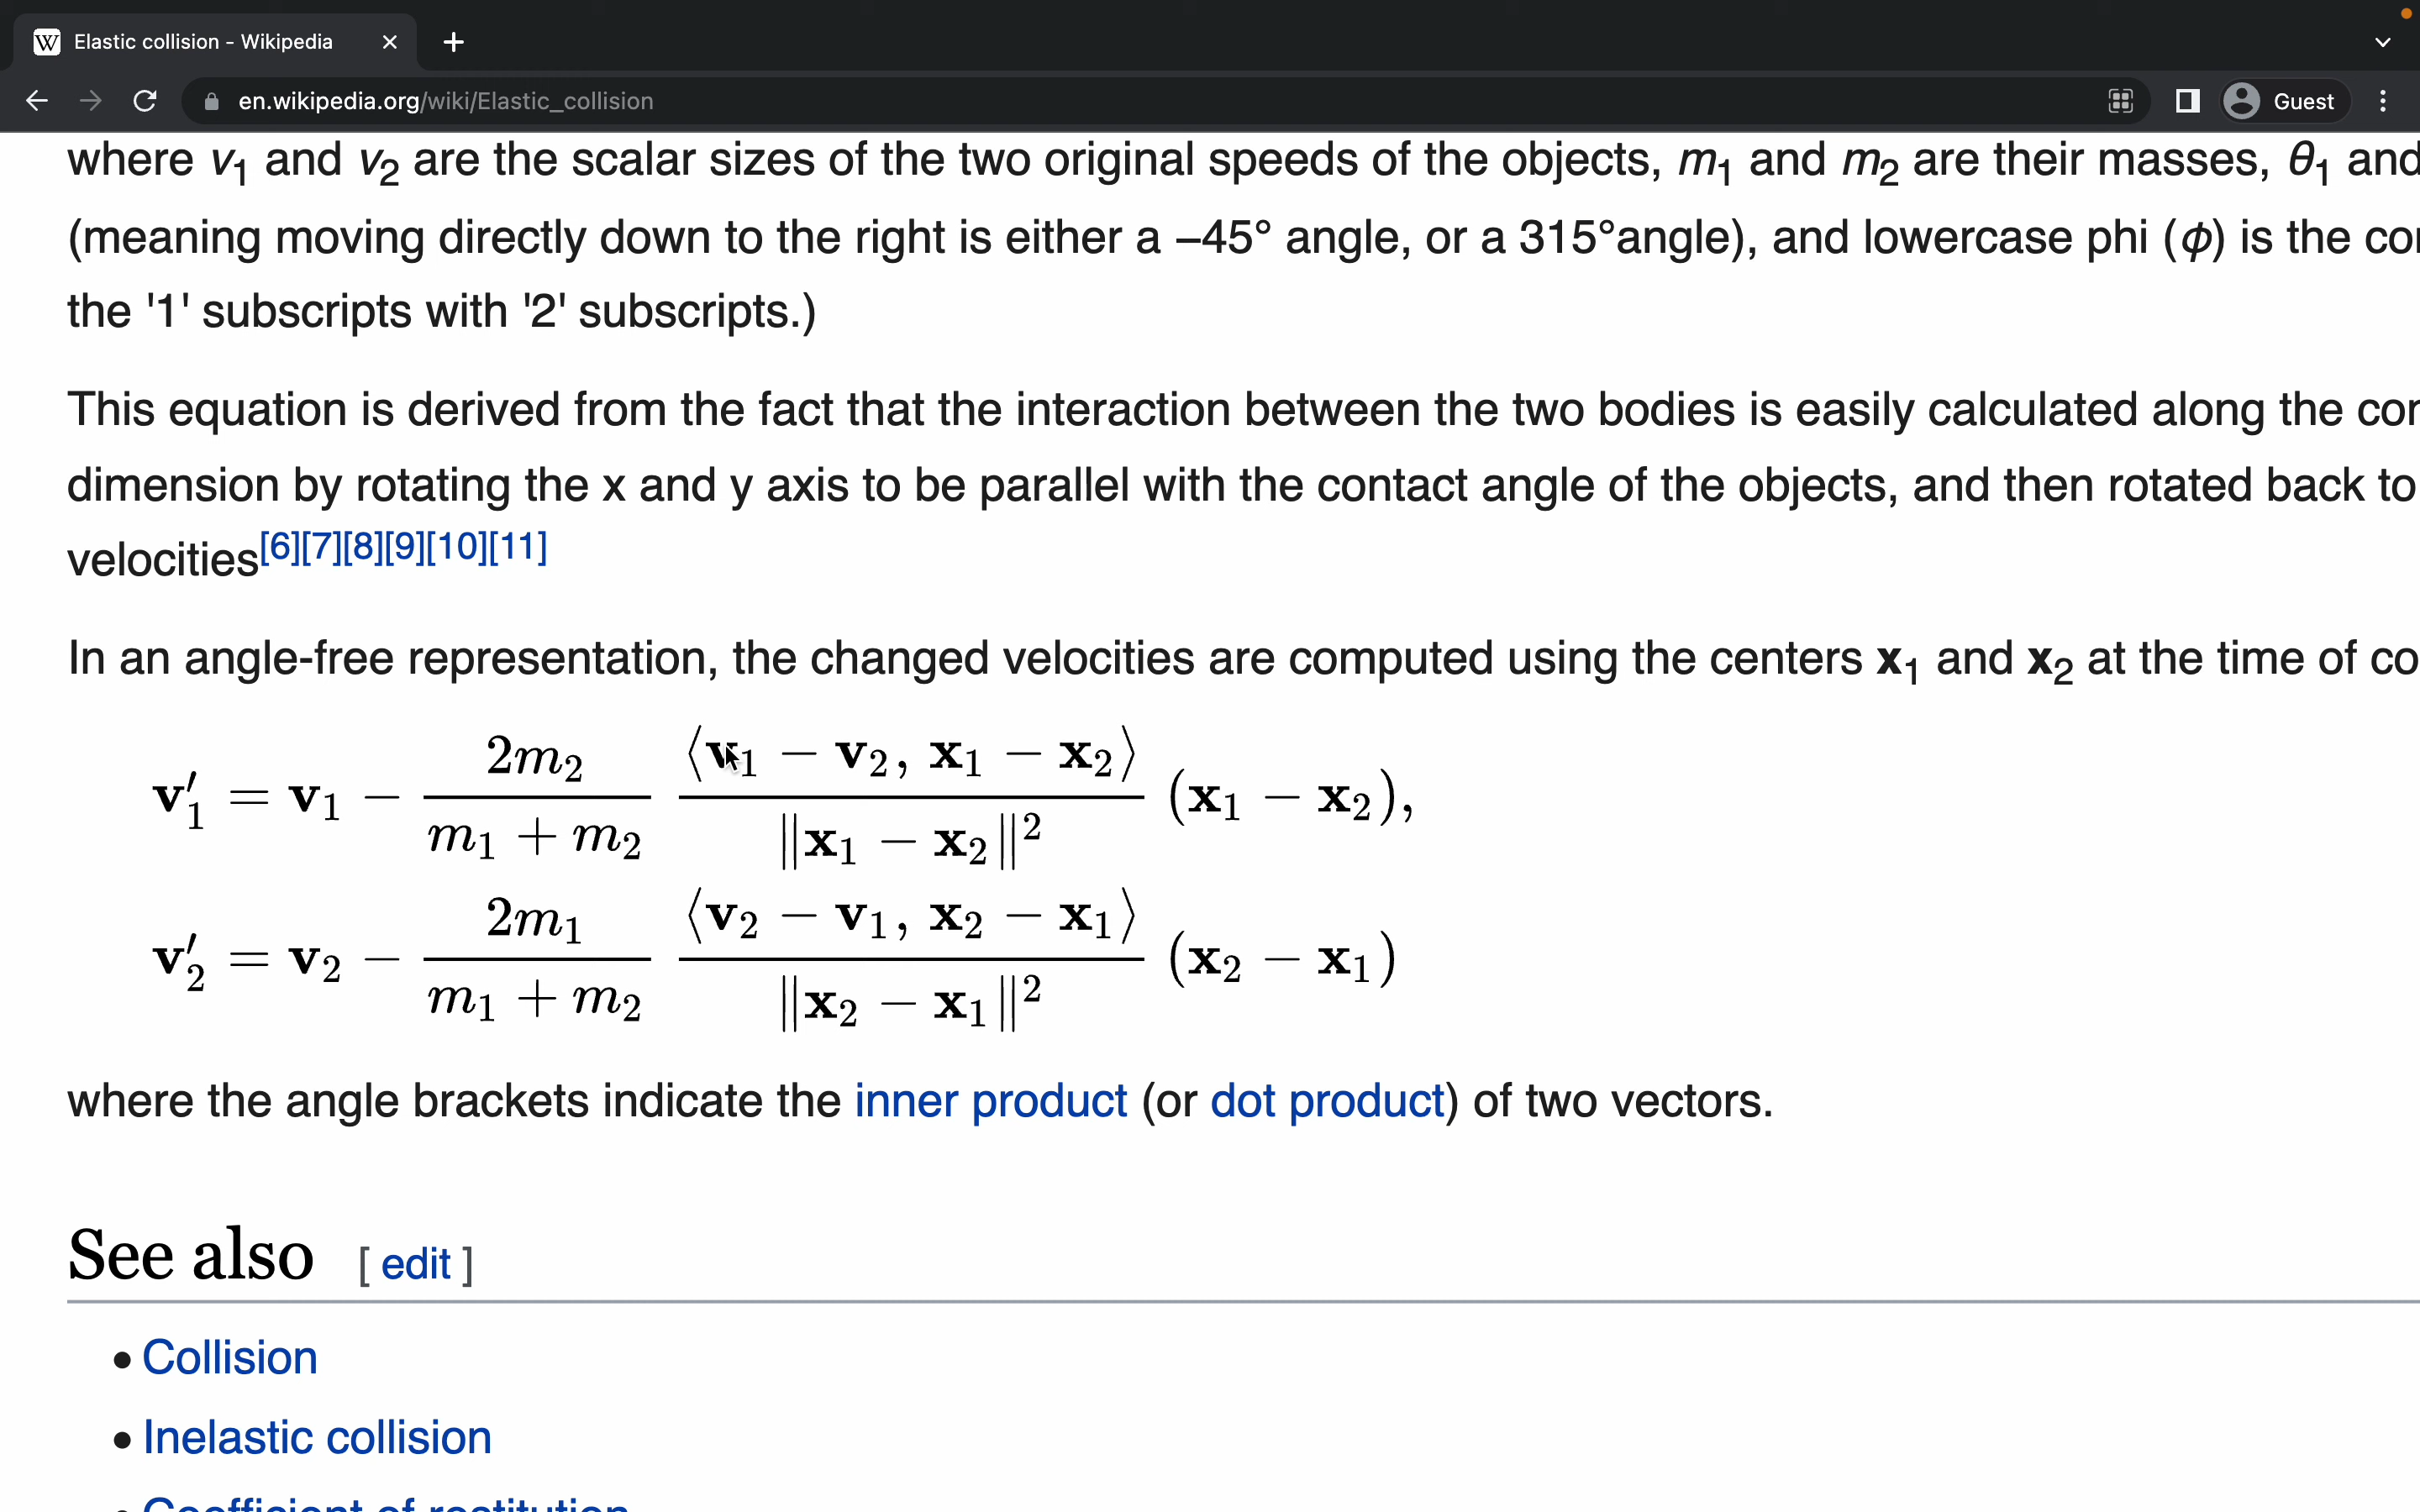 Elastic collision - Wikipedia
en.wikipedia.org/wiki/Elastic_collision
Guest
where v₁ and v₂ are the scalar sizes of the two original speeds of the objects, m₁ and m₂ are their masses, θ₁ and
(meaning moving directly down to the right is either a −45° angle, or a 315°angle), and lowercase phi (φ) is the
the '1' subscripts with '2' subscripts.)
This equation is derived from the fact that the interaction between the two bodies is easily calculated along the
dimension by rotating the x and y axis to be parallel with the contact angle of the objects, and then rotated back to
velocities[6][7][8][9][10][11]
In an angle-free representation, the changed velocities are computed using the centers x₁ and x₂ at the time of
v₁′ = v₁ − 2m₂/(m₁ + m₂) ⟨v₁ − v₂, x₁ − x₂⟩/‖x₁ − x₂‖² (x₁ − x₂),
v₂′ = v₂ − 2m₁/(m₁ + m₂) ⟨v₂ − v₁, x₂ − x₁⟩/‖x₂ − x₁‖² (x₂ − x₁)
where the angle brackets indicate the inner product (or dot product) of two vectors.
See also [ edit ]
• Collision
• Inelastic collision
• Coefficient of restitution